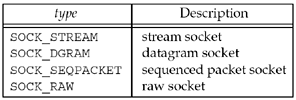 type Description
SOCK_STREAM stream socket
SOCK_DGRAM datagram socket
SOCK_SEQPACKET sequenced packet socket
SOCK_RAW raw socket